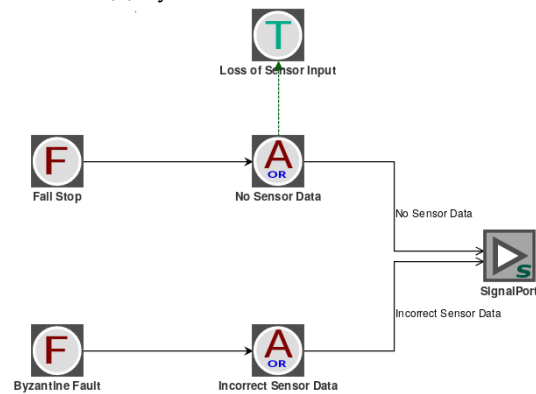 T
Loss of Sensor Input
F
Fail Stop
A
OR
No Sensor Data
No Sensor Data
S
SignalPort
Incorrect Sensor Data
F
Byzantine Fault
A
OR
Incorrect Sensor Data